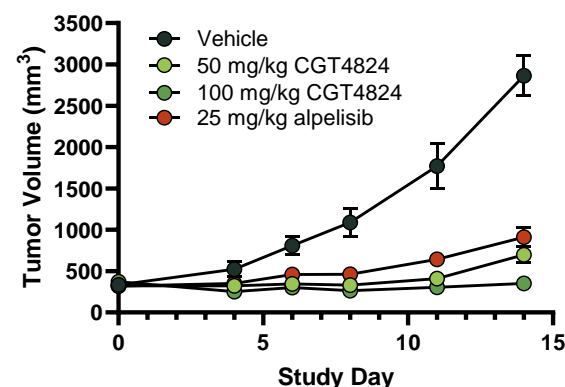 Tumor Volume (mm³)
3500
3000
2500
2000
1500
1000
500
0
Vehicle
50 mg/kg CGT4824
100 mg/kg CGT4824
25 mg/kg alpelisib
0 5 10 15
Study Day